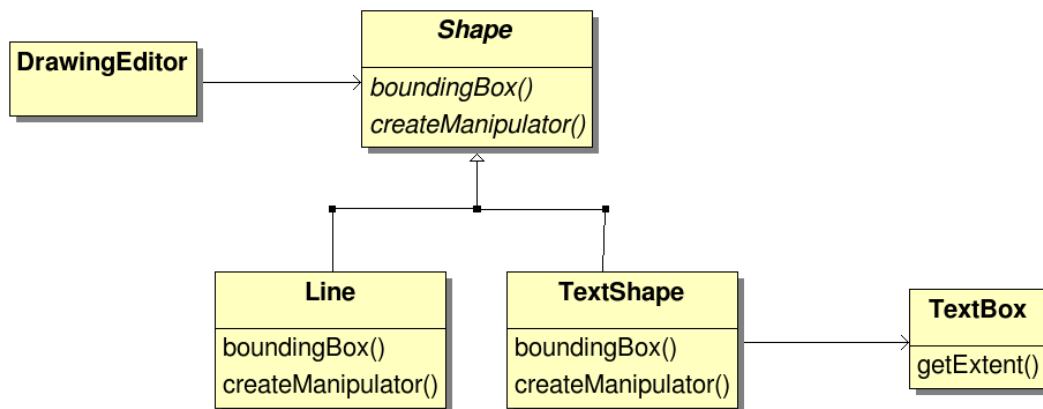 DrawingEditor
Shape
boundingBox()
createManipulator()
Line
boundingBox()
createManipulator()
TextShape
boundingBox()
createManipulator()
TextBox
getExtent()